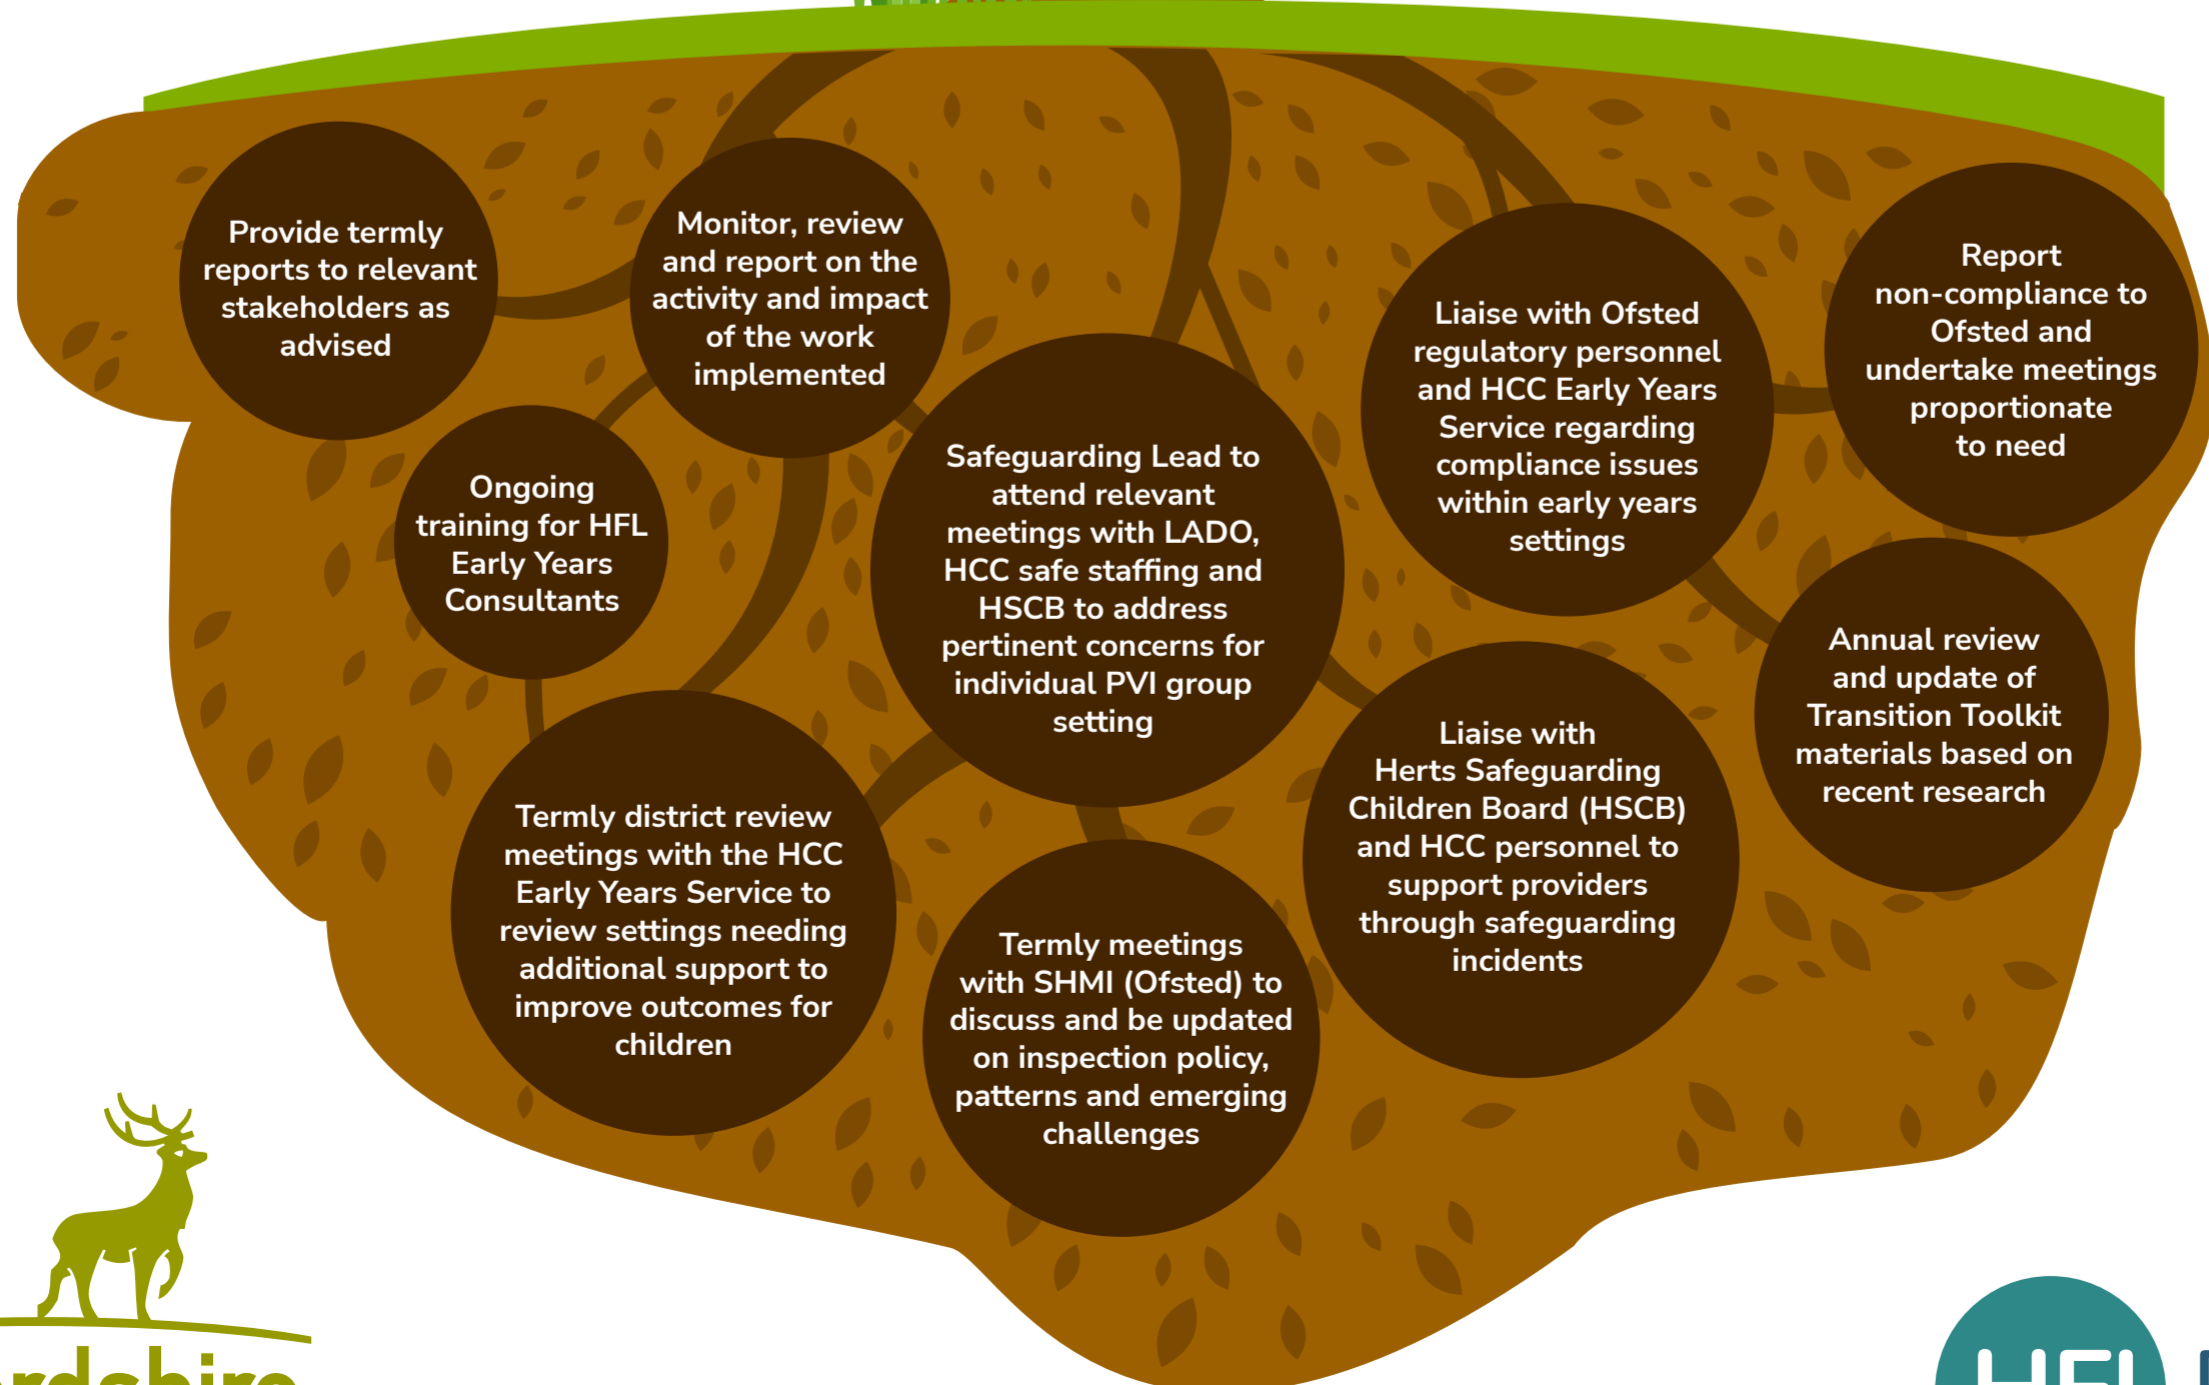 Provide termly
reports to relevant
stakeholders as
advised
Monitor, review
and report on the
activity and impact
of the work
implemented
Liaise with Ofsted
regulatory personnel
and HCC Early Years
Service regarding
compliance issues
within early years
settings
Report
non-compliance to
Ofsted and
undertake meetings
proportionate
to need
Ongoing
training for HFL
Early Years
Consultants
Safeguarding Lead to
attend relevant
meetings with LADO,
HCC safe staffing and
HSCB to address
pertinent concerns for
individual PVI group
setting
Annual review
and update of
Transition Toolkit
materials based on
recent research
Termly district review
meetings with the HCC
Early Years Service to
review settings needing
additional support to
improve outcomes for
children
Termly meetings
with SHMI (Ofsted) to
discuss and be updated
on inspection policy,
patterns and emerging
challenges
Liaise with
Herts Safeguarding
Children Board (HSCB)
and HCC personnel to
support providers
through safeguarding
incidents
HFL